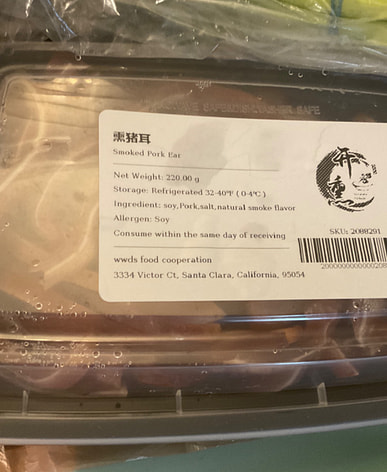 熏猪耳
Smoked Pork Ear
Net Weight: 220.00 g
Storage: Refrigerated 32-40℉ ( 0-4℃ )
Ingredient: soy,Pork,salt,natural smoke flavor
Allergen: Soy
Consume within the same day of receiving
wwds food cooperation
3334 Victor Ct, Santa Clara, California, 95054
SKU: 2088291